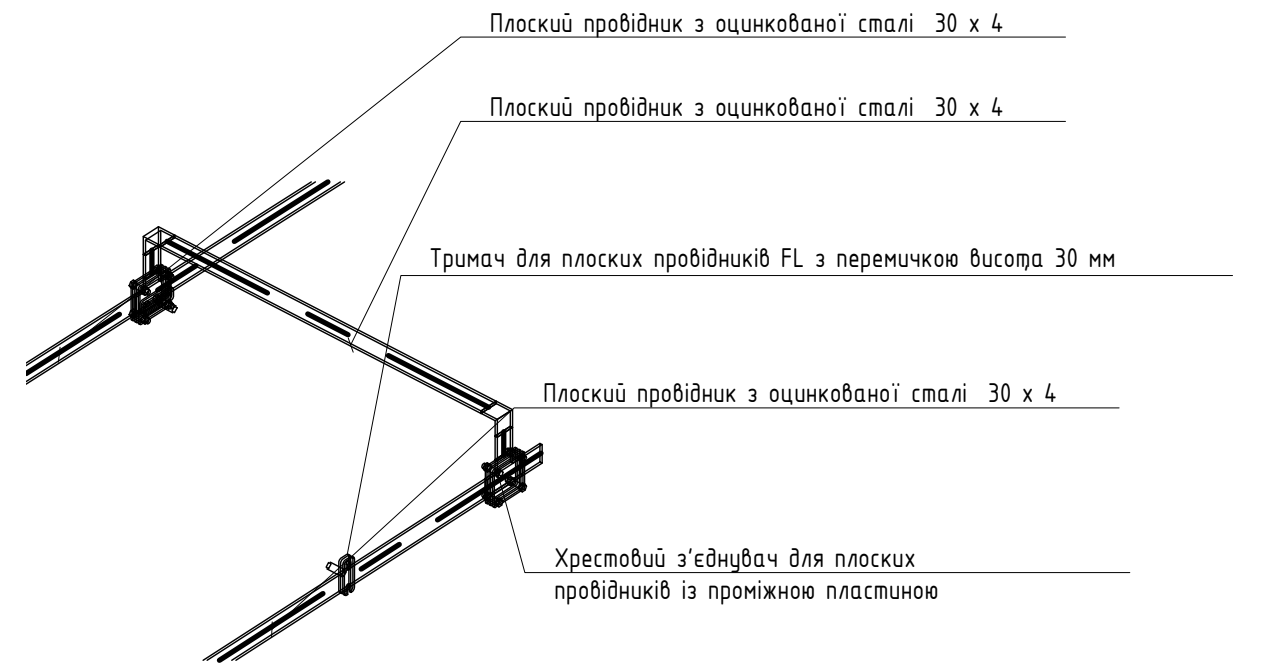 Плоский провідник з оцинкованої сталі 30 x 4
Плоский провідник з оцинкованої сталі 30 x 4
Тримач для плоских провідників FL з перемичкою висота 30 мм
Плоский провідник з оцинкованої сталі 30 x 4
Хрестовий з'єднувач для плоских
провідників із проміжною пластиною